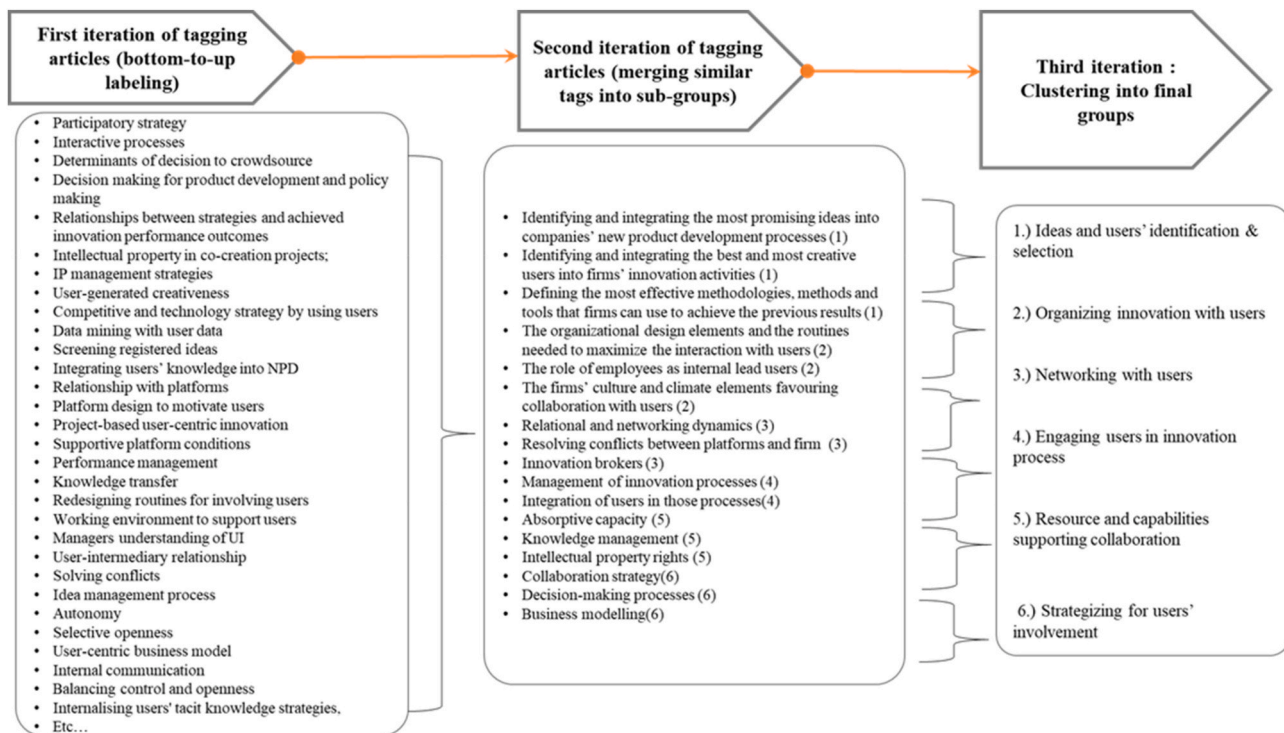 First iteration of tagging
articles (bottom-to-up
labeling)
Second iteration of tagging
articles (merging similar
tags into sub-groups)
Third iteration :
Clustering into final
groups
• Participatory strategy
• Interactive processes
• Determinants of decision to crowdsource
• Decision making for product development and policy
making
• Relationships between strategies and achieved
innovation performance outcomes
• Intellectual property in co-creation projects;
• IP management strategies
• User-generated creativeness
• Competitive and technology strategy by using users
• Data mining with user data
• Screening registered ideas
• Integrating users’ knowledge into NPD
• Relationship with platforms
• Platform design to motivate users
• Project-based user-centric innovation
• Supportive platform conditions
• Performance management
• Knowledge transfer
• Redesigning routines for involving users
• Working environment to support users
• Managers understanding of UI
• User-intermediary relationship
• Solving conflicts
• Idea management process
• Autonomy
• Selective openness
• User-centric business model
• Internal communication
• Balancing control and openness
• Internalising users' tacit knowledge strategies,
• Etc…
• Identifying and integrating the most promising ideas into
companies’ new product development processes (1)
• Identifying and integrating the best and most creative
users into firms’ innovation activities (1)
• Defining the most effective methodologies, methods and
tools that firms can use to achieve the previous results (1)
• The organizational design elements and the routines
needed to maximize the interaction with users (2)
• The role of employees as internal lead users (2)
• The firms’ culture and climate elements favouring
collaboration with users (2)
• Relational and networking dynamics (3)
• Resolving conflicts between platforms and firm (3)
• Innovation brokers (3)
• Management of innovation processes (4)
• Integration of users in those processes(4)
• Absorptive capacity (5)
• Knowledge management (5)
• Intellectual property rights (5)
• Collaboration strategy(6)
• Decision-making processes (6)
• Business modelling(6)
1.) Ideas and users’ identification &
selection
2.) Organizing innovation with users
3.) Networking with users
4.) Engaging users in innovation
process
5.) Resource and capabilities
supporting collaboration
6.) Strategizing for users’
involvement